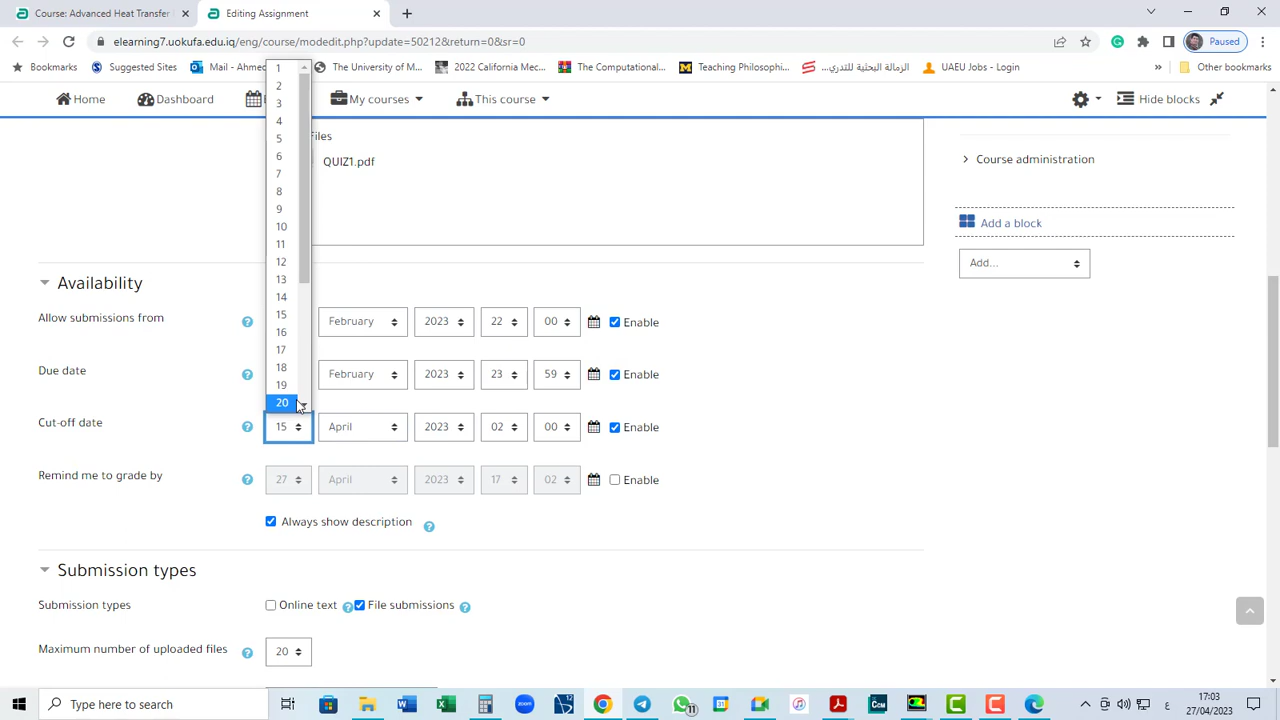 Course: Advanced Heat Transfer
Editing Assignment
elearning7.uokufa.edu.iq/eng/course/modedit.php?update=50212&return=0&sr=0
Paused
Bookmarks
Suggested Sites
Mail - Ahmed
The University of M...
2022 California Mec...
The Computational...
Teaching Philosophi...
الزمالة البحثية للتدري...
UAEU Jobs - Login
Other bookmarks
Home
Dashboard
My courses
This course
Hide blocks
1
2
3
4
5
6
7
8
9
10
11
12
13
14
15
16
17
18
19
20
Files
QUIZ1.pdf
Course administration
Add a block
Add...
Availability
Allow submissions from
February
2023
22
00
Enable
Due date
February
2023
23
59
Enable
Cut-off date
15
April
2023
02
00
Enable
Remind me to grade by
27
April
2023
17
02
Enable
Always show description
Submission types
Submission types
Online text
File submissions
Maximum number of uploaded files
20
Type here to search
11
17:03
27/04/2023